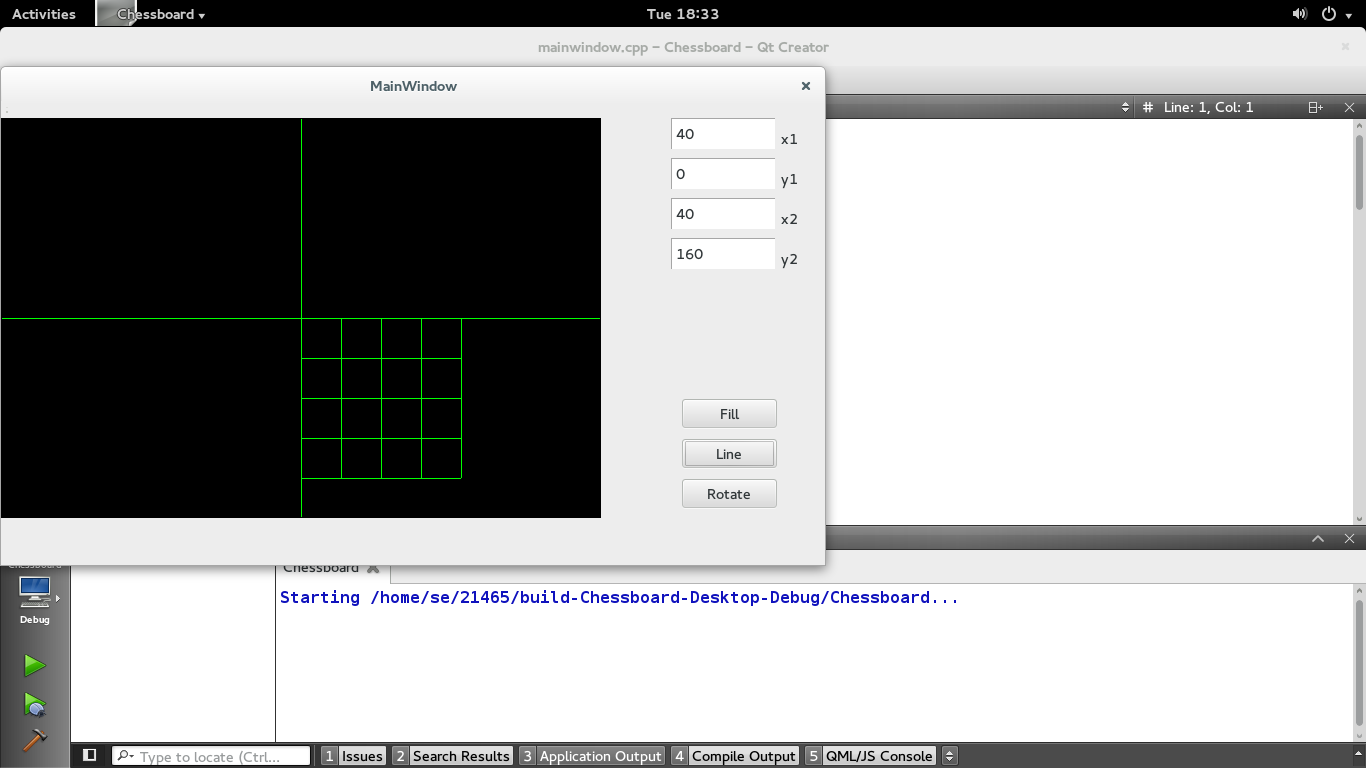 Activities Chessboard Tue 18:33
mainwindow.cpp – Chessboard – Qt Creator
MainWindow
# Line: 1, Col: 1
40 x1
0 y1
40 x2
160 y2
Fill
Line
Rotate
Chessboard
Starting /home/se/21465/build-Chessboard-Desktop-Debug/Chessboard...
Debug
Type to locate (Ctrl... 1 Issues 2 Search Results 3 Application Output 4 Compile Output 5 QML/JS Console